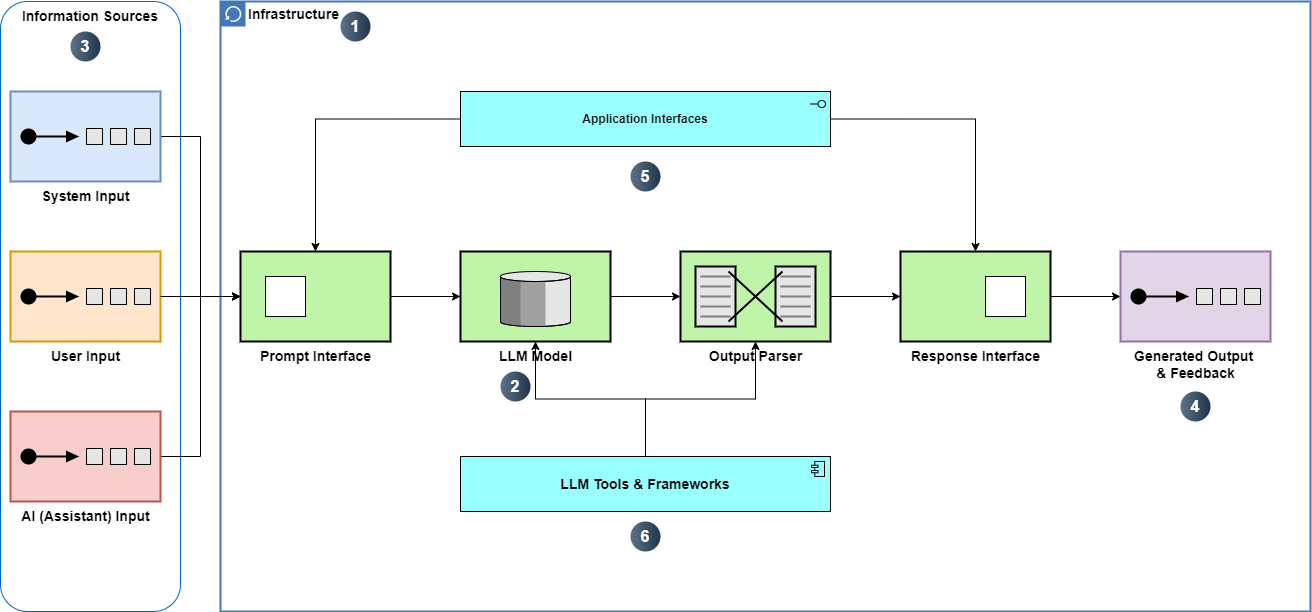 Information Sources
3
Infrastructure
1
System Input
User Input
AI (Assistant) Input
Application Interfaces
5
Prompt Interface
LLM Model
2
Output Parser
Response Interface
Generated Output
& Feedback
4
LLM Tools & Frameworks
6